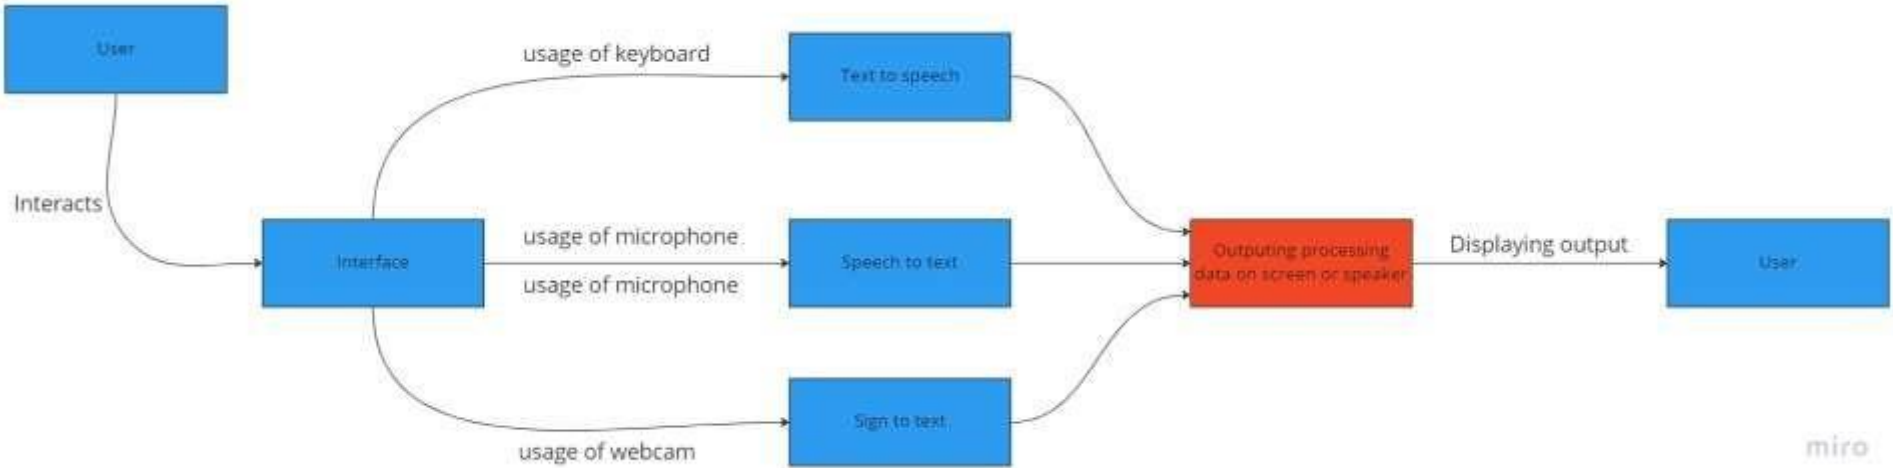 User
Interacts
Interface
usage of keyboard
usage of microphone
usage of microphone
usage of webcam
Text to speech
Speech to text
Sign to text
Outputing processing
data on screen or speaker
Displaying output
User
miro